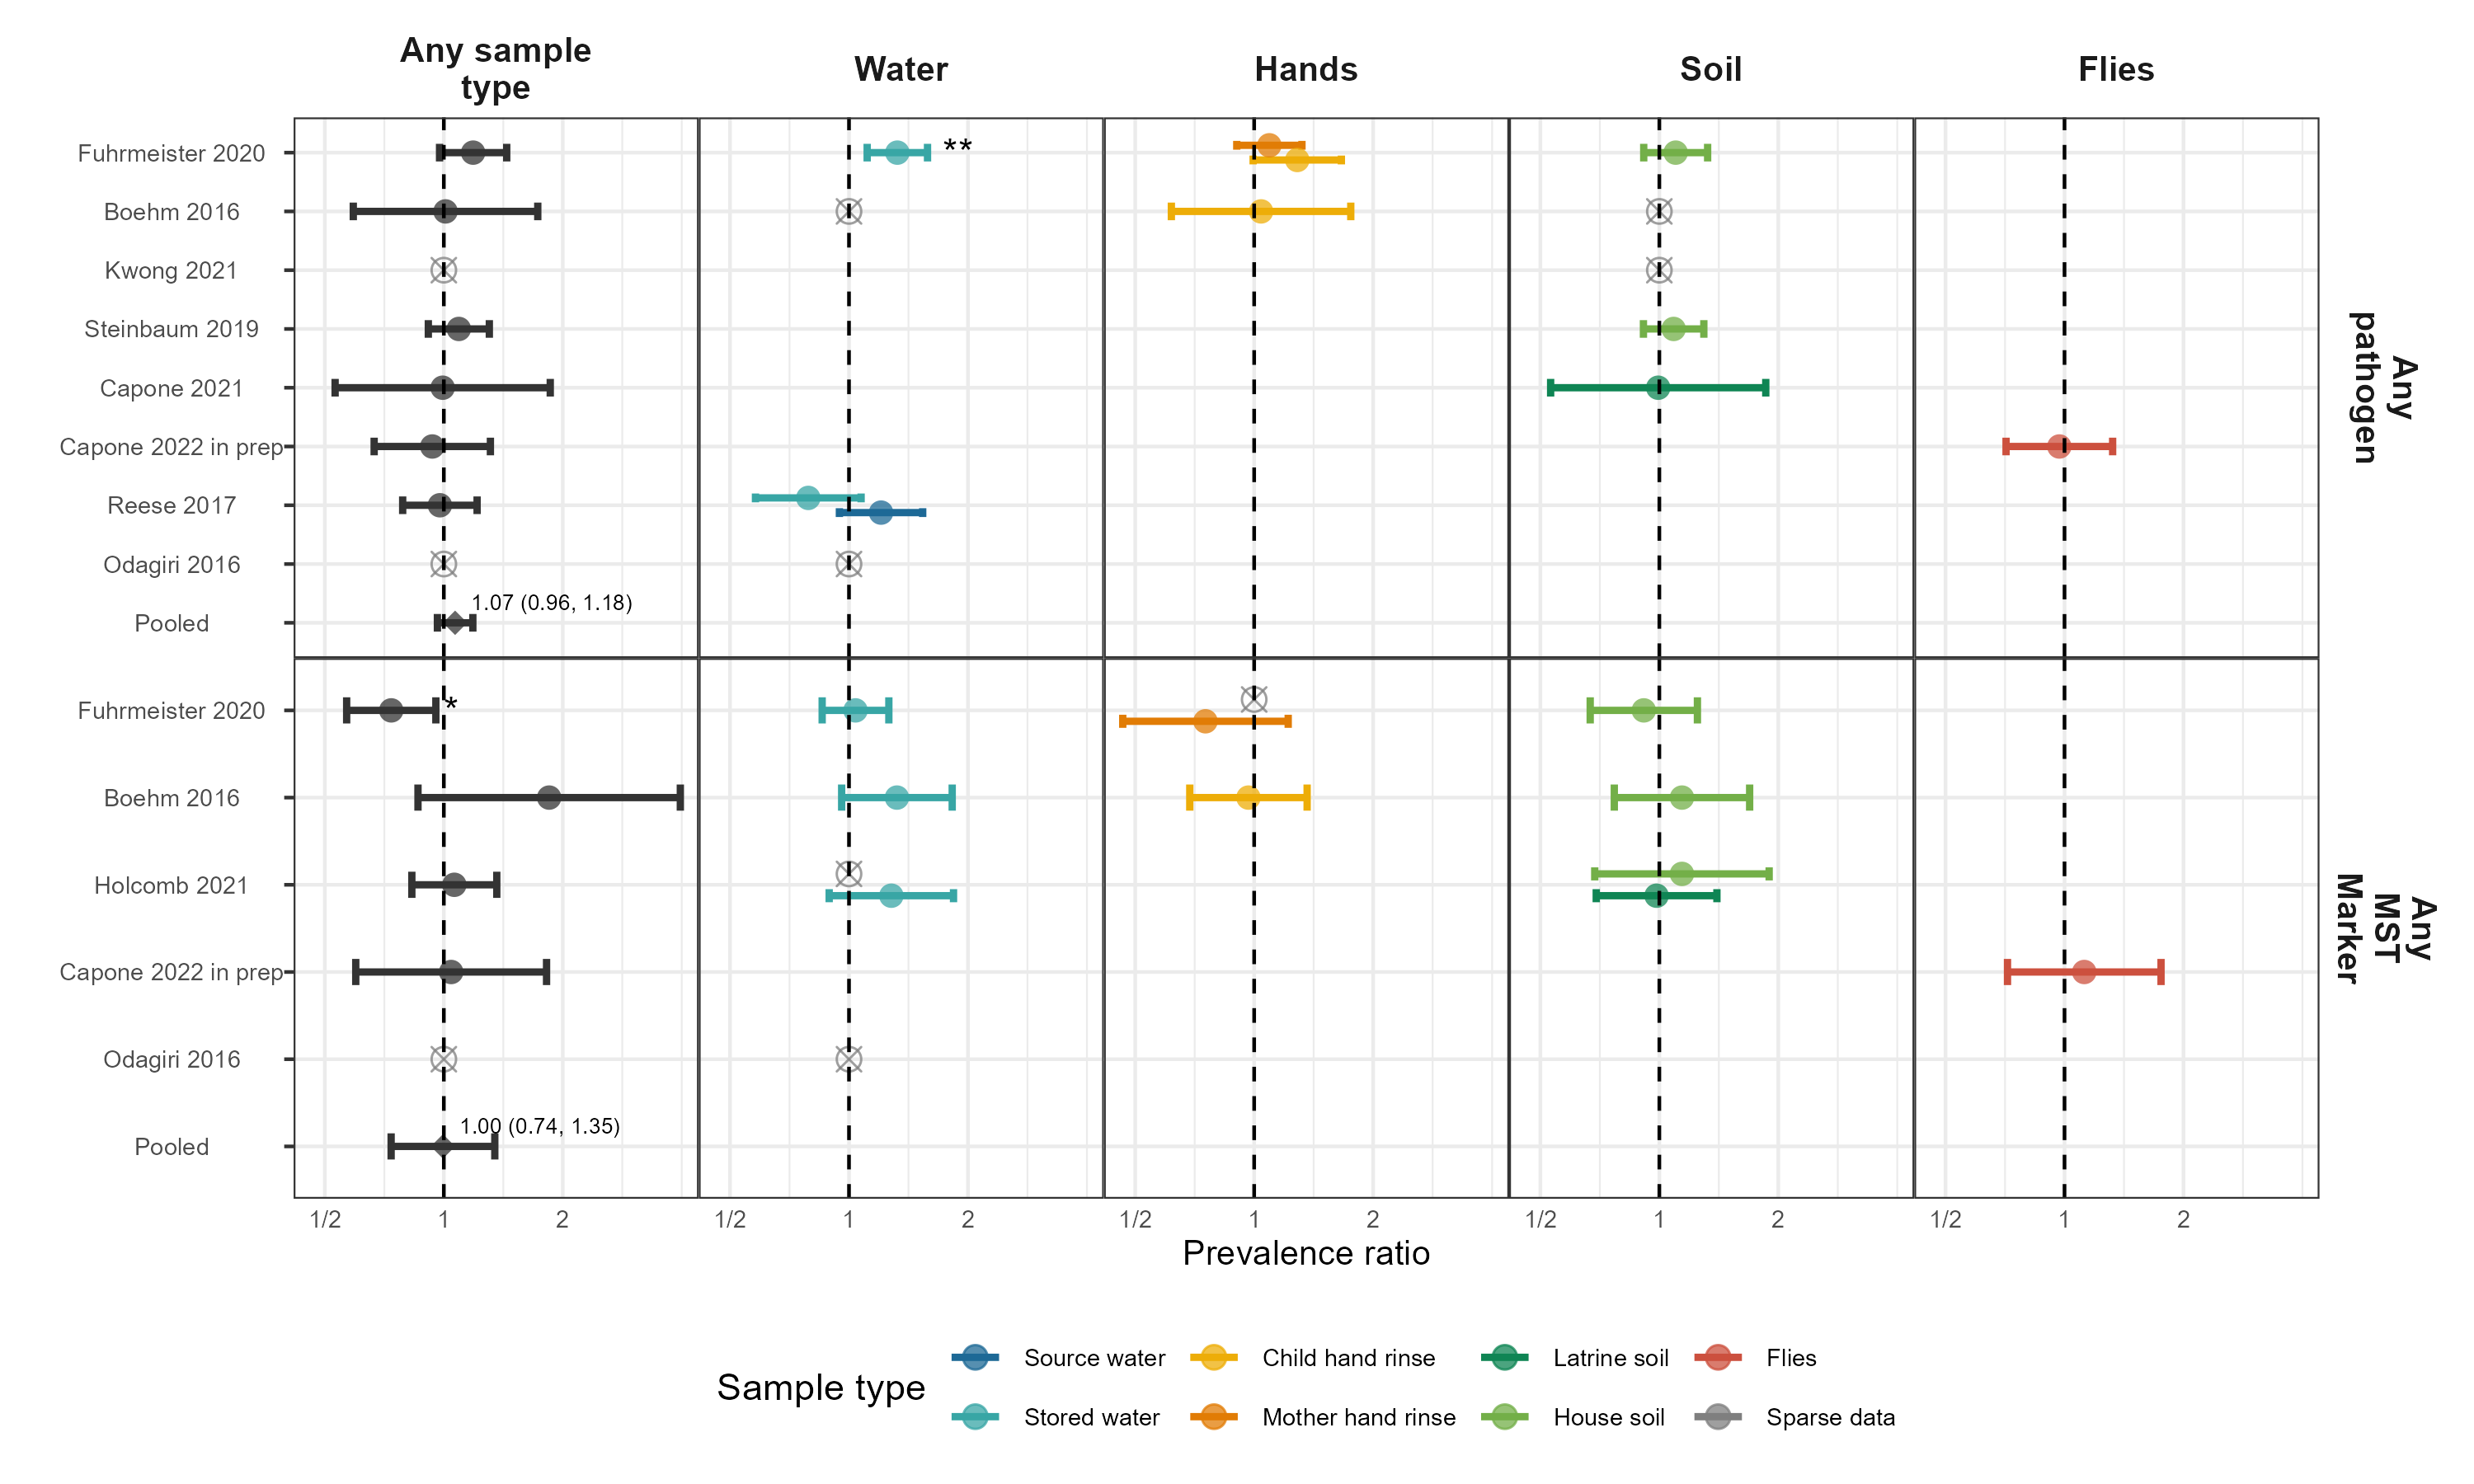 Any sample
type
Water
Hands
Soil
Flies
Fuhrmeister 2020
**
Boehm 2016
Kwong 2021
Steinbaum 2019
Capone 2021
Capone 2022 in prep
Reese 2017
Odagiri 2016
Pooled
1.07 (0.96, 1.18)
Any
pathogen
Fuhrmeister 2020
*
Boehm 2016
Holcomb 2021
Capone 2022 in prep
Odagiri 2016
Pooled
1.00 (0.74, 1.35)
Any
MST
Marker
1/2 1 2
1/2 1 2
1/2 1 2
1/2 1 2
1/2 1 2
Prevalence ratio
Sample type
Source water
Child hand rinse
Latrine soil
Flies
Stored water
Mother hand rinse
House soil
Sparse data